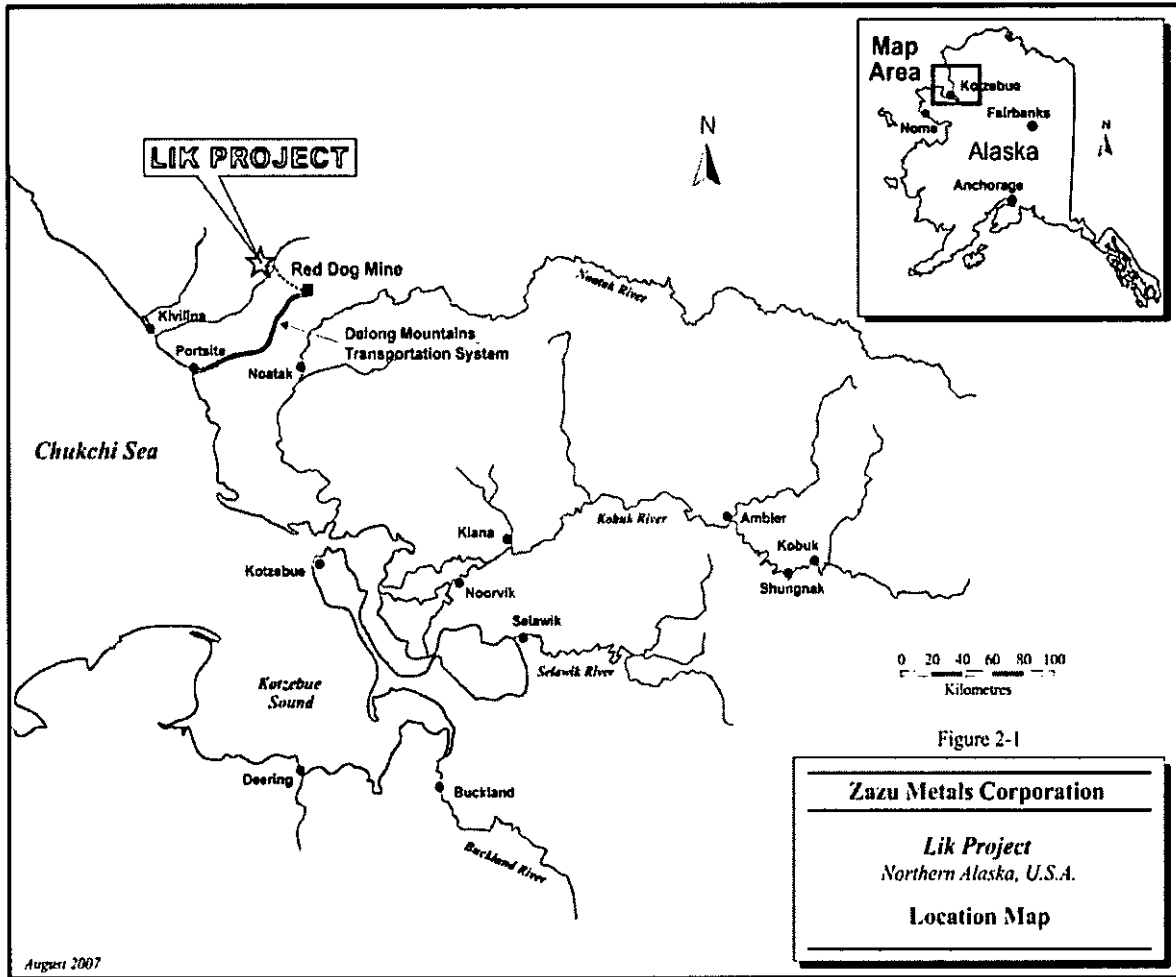 Map
Area
Kotzebue
Fairbanks
Nome
Alaska
N
Anchorage
N
LIK PROJECT
Red Dog Mine
Noatak River
Kivilina
Delong Mountains
Transportation System
Portsite
Noatak
Chukchi Sea
Kobuk River
Ambler
Kiana
Kobuk
Kotzebue
Noorvik
Shungnak
Selawik
Selawik River
0 20 40 60 80 100
Kilometres
Kotzebue
Sound
Figure 2-1
Deering
Buckland
Buckland River
Zazu Metals Corporation
Lik Project
Northern Alaska, U.S.A.
Location Map
August 2007